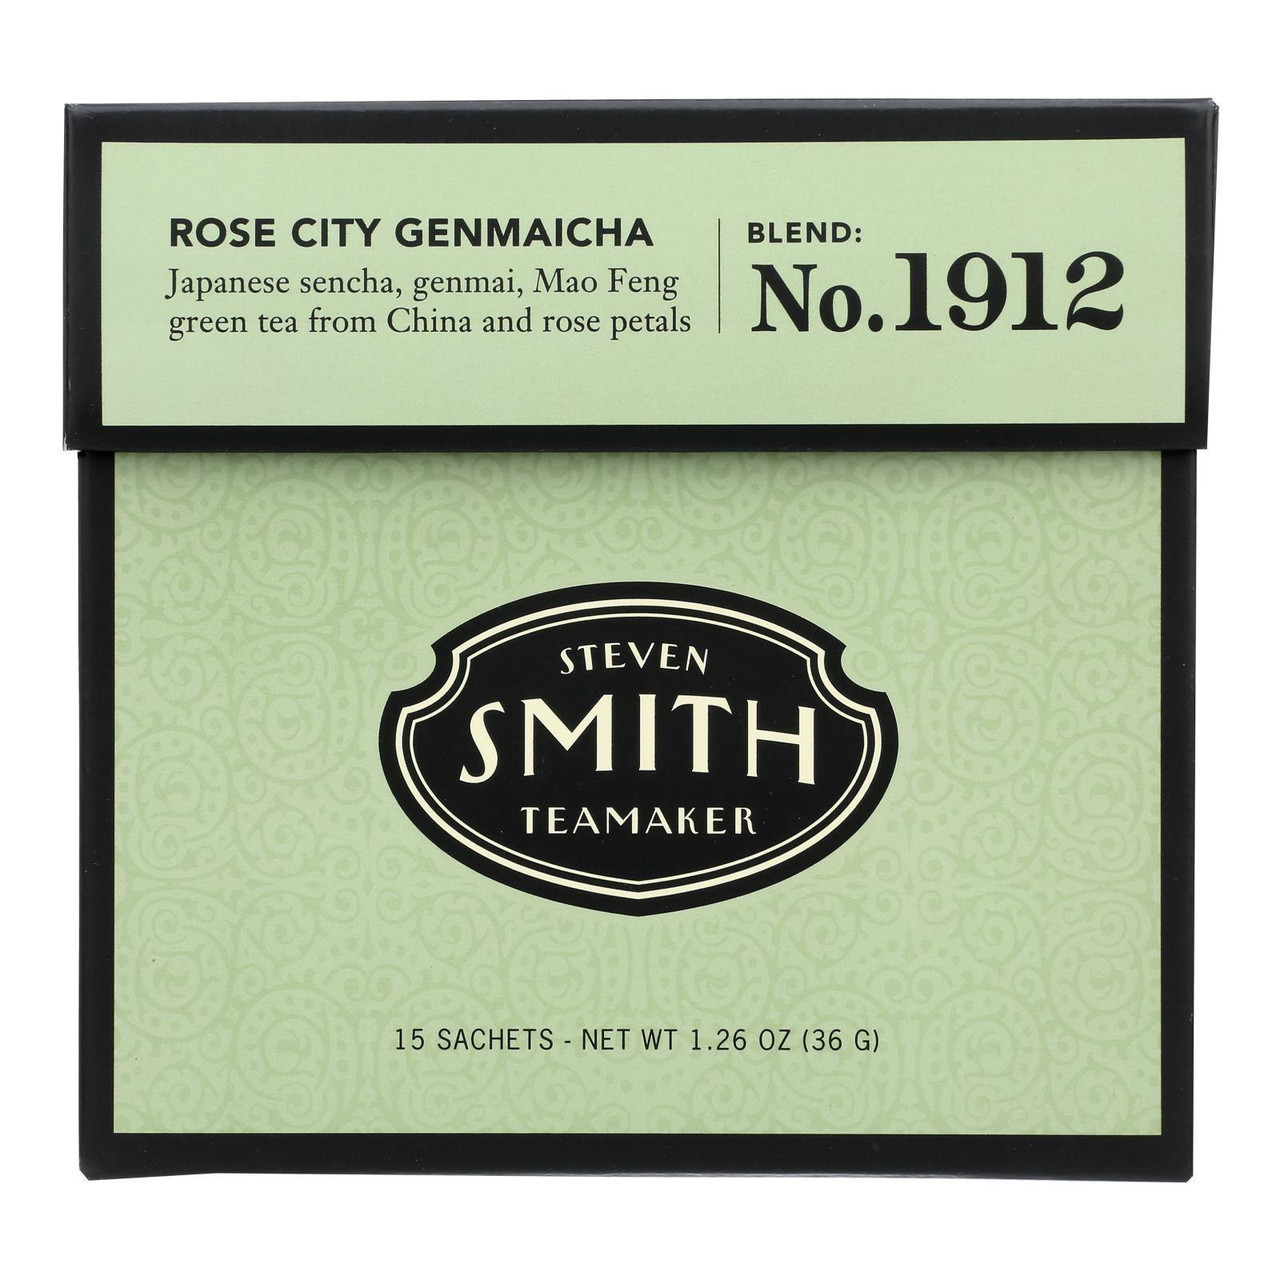 ROSE CITY GENMAICHA
Japanese sencha, genmai, Mao Feng
green tea from China and rose petals
BLEND:
No.1912
STEVEN
SMITH
TEAMAKER
15 SACHETS - NET WT 1.26 OZ (36 G)